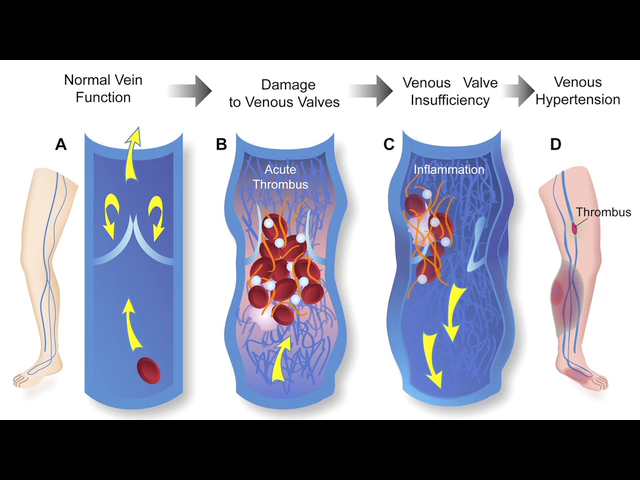 Normal Vein
Function
Damage
to Venous Valves
Venous Valve
Insufficiency
Venous
Hypertension
A
B
C
D
Acute
Thrombus
Inflammation
Thrombus